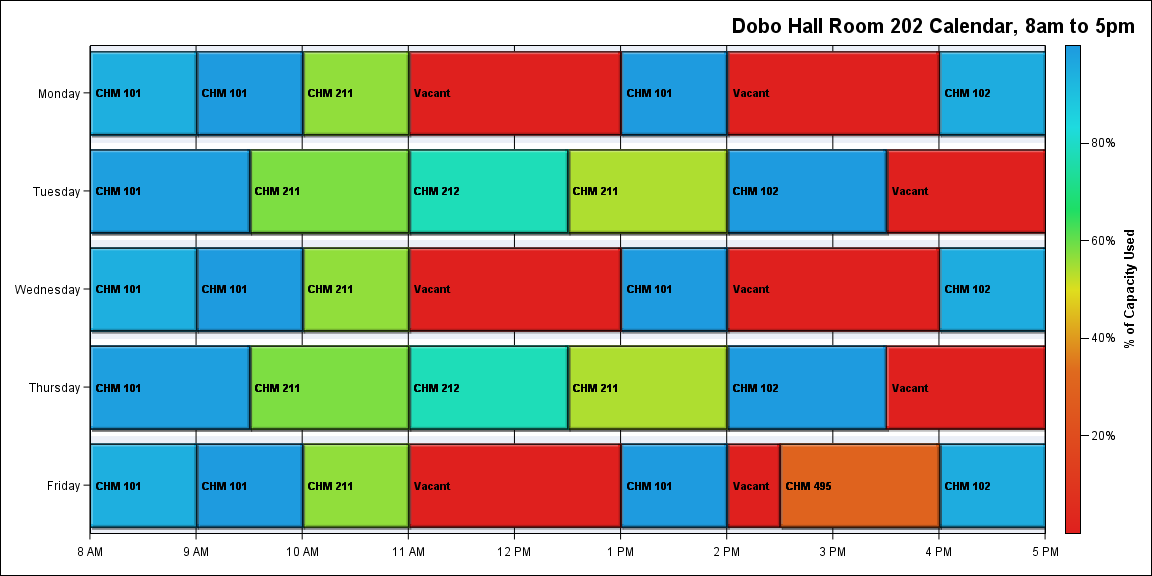 Dobo Hall Room 202 Calendar, 8am to 5pm
Monday CHM 101 CHM 101 CHM 211 Vacant CHM 101 Vacant CHM 102
Tuesday CHM 101 CHM 211 CHM 212 CHM 211 CHM 102 Vacant
Wednesday CHM 101 CHM 101 CHM 211 Vacant CHM 101 Vacant CHM 102
Thursday CHM 101 CHM 211 CHM 212 CHM 211 CHM 102 Vacant
Friday CHM 101 CHM 101 CHM 211 Vacant CHM 101 Vacant CHM 495 CHM 102
8 AM 9 AM 10 AM 11 AM 12 PM 1 PM 2 PM 3 PM 4 PM 5 PM
80%
60%
40%
20%
% of Capacity Used